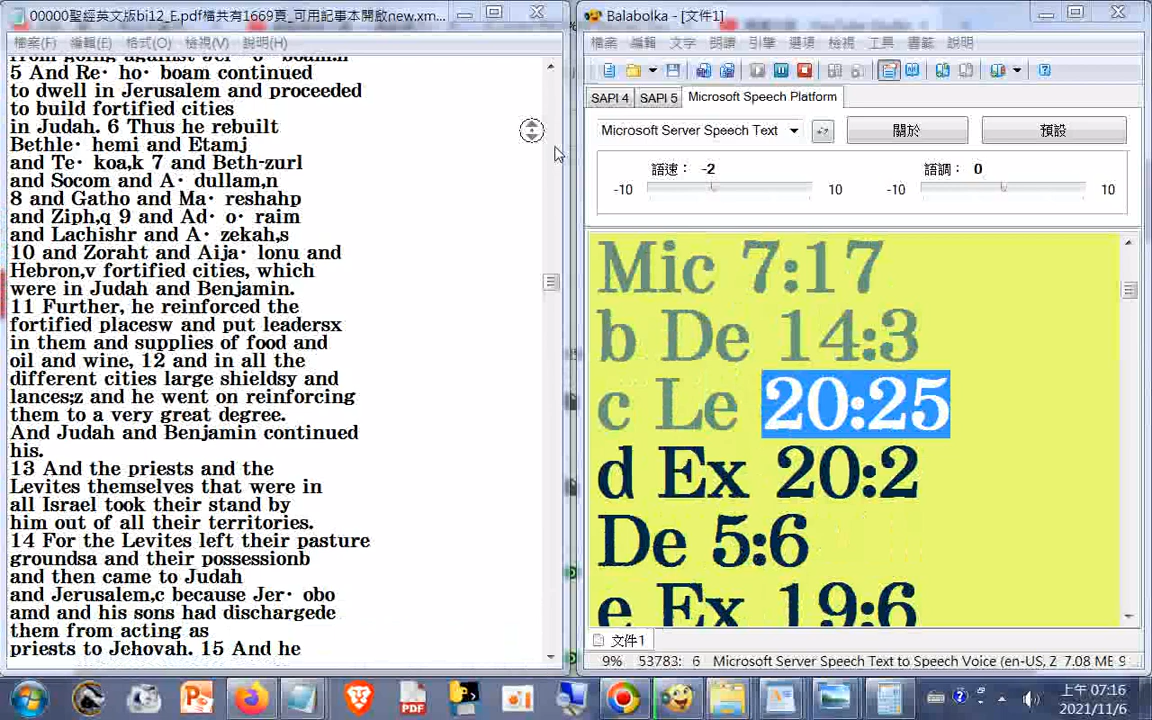 00000聖經英文版bi12_E.pdf檔共有1669頁_可用記事本開啟new.xm...
檔案(F) 編輯(E) 格式(O) 檢視(V) 說明(H)
5 And Re· ho· boam continued
to dwell in Jerusalem and proceeded
to build fortified cities
in Judah. 6 Thus he rebuilt
Bethle· hemi and Etamj
and Te· koa,k 7 and Beth-zurl
and Socom and A· dullam,n
8 and Gatho and Ma· reshahp
and Ziph,q 9 and Ad· o· raim
and Lachishr and A· zekah,s
10 and Zoraht and Aija· lonu and
Hebron,v fortified cities, which
were in Judah and Benjamin.
11 Further, he reinforced the
fortified placesw and put leadersx
in them and supplies of food and
oil and wine, 12 and in all the
different cities large shieldsy and
lances;z and he went on reinforcing
them to a very great degree.
And Judah and Benjamin continued
his.
13 And the priests and the
Levites themselves that were in
all Israel took their stand by
him out of all their territories.
14 For the Levites left their pasture
groundsa and their possessionb
and then came to Judah
and Jerusalem,c because Jer· obo
amd and his sons had dischargede
them from acting as
priests to Jehovah. 15 And he
Balabolka - [文件1]
檔案 編輯 文字 朗讀 引擎 選項 檢視 工具 書籤 說明
SAPI 4 SAPI 5 Microsoft Speech Platform
Microsoft Server Speech Text 關於 預設
語速： -2 語調： 0
-10 10 -10 10
Mic 7:17
b De 14:3
c Le 20:25
d Ex 20:2
De 5:6
e Ex 19:6
文件1
9% 53783: 6 Microsoft Server Speech Text to Speech Voice (en-US, 2 7.08 MB 9
上午 07:16
2021/11/6